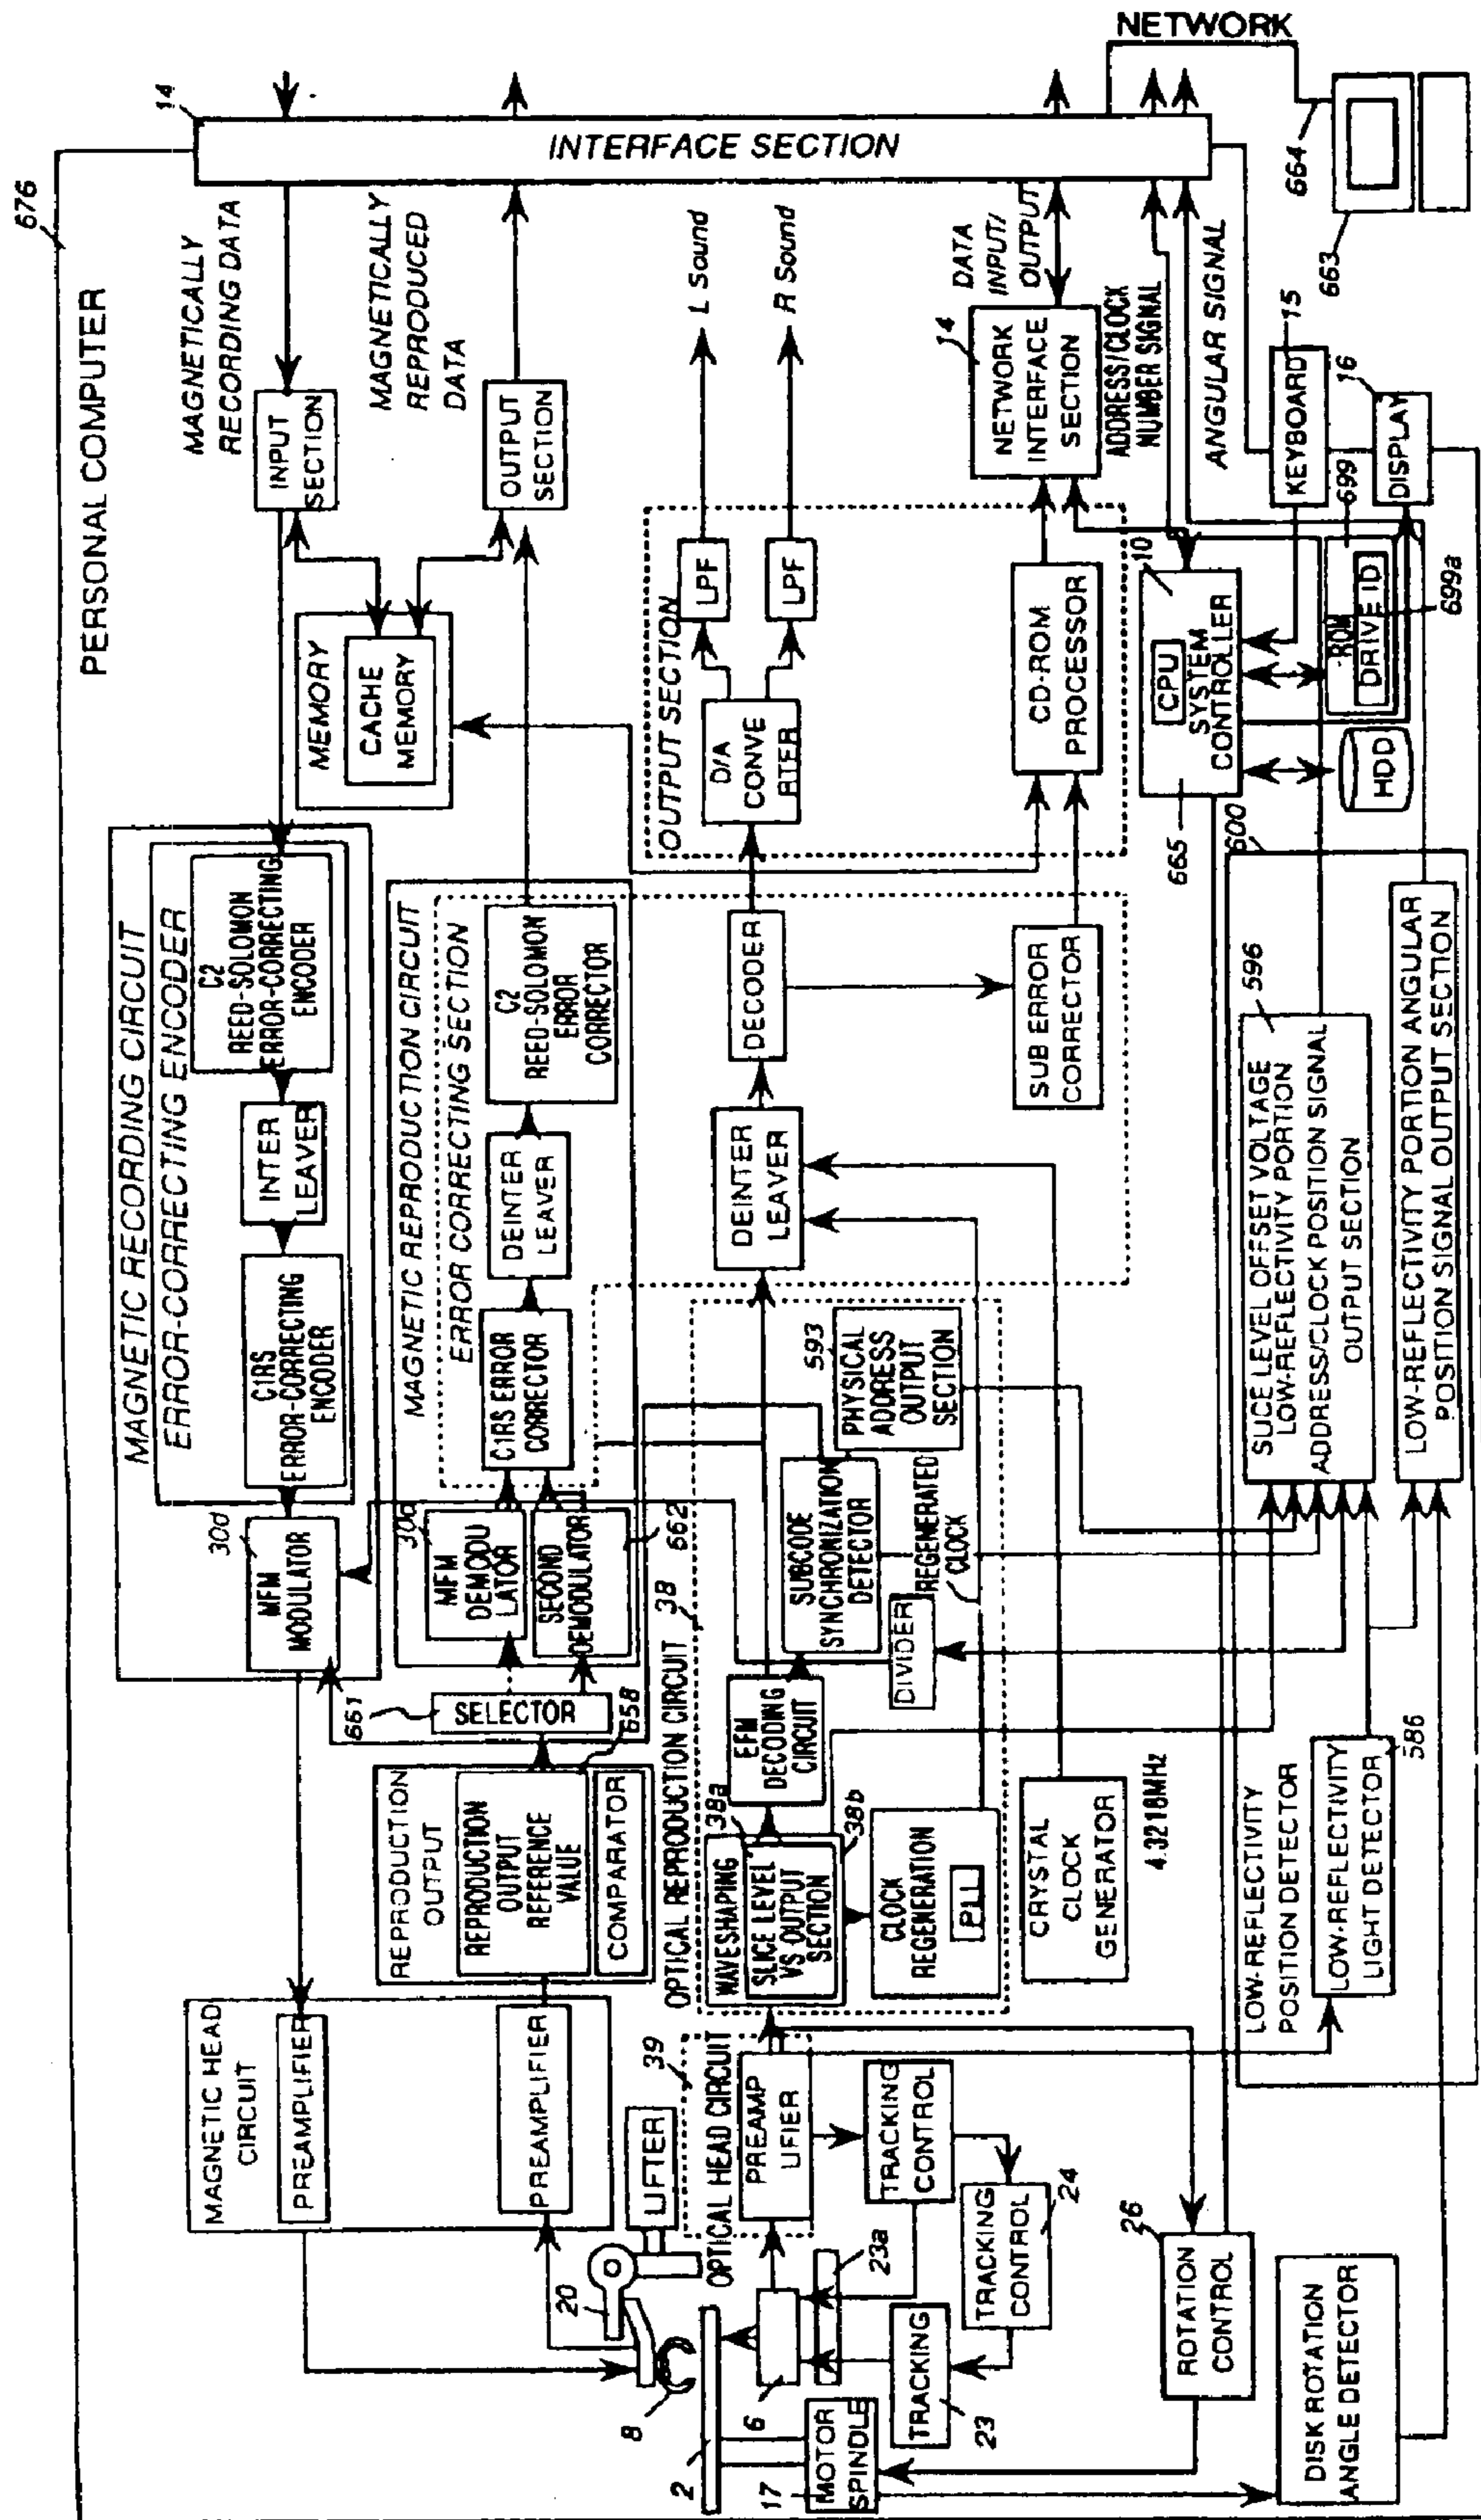 676
PERSONAL COMPUTER
14
INTERFACE SECTION
NETWORK
664
663
MAGNETICALLY
RECORDING DATA
INPUT
SECTION
MAGNETICALLY
REPRODUCED
DATA
OUTPUT
SECTION
MEMORY
CACHE
MEMORY
MAGNETIC RECORDING CIRCUIT
ERROR-CORRECTING ENCODER
C2
REED-SOLOMON
ERROR-CORRECTING
ENCODER
INTER
LEAVER
C1RS
ERROR-CORRECTING
ENCODER
30d
MFM
MODULATOR
MAGNETIC HEAD
CIRCUIT
PREAMPLIFIER
PREAMPLIFIER
MAGNETIC REPRODUCTION CIRCUIT
ERROR CORRECTING SECTION
C2
REED-SOLOMON
ERROR
CORRECTOR
DEINTER
LEAVER
C1RS ERROR
CORRECTOR
30d
MFM
DEMODU
LATOR
SECOND
DEMODULATOR
662
661
SELECTOR
658
REPRODUCTION
OUTPUT
REPRODUCTION
OUTPUT
REFERENCE
VALUE
COMPARATOR
L Sound
R Sound
OUTPUT SECTION
LPF
LPF
D/A
CONVE
RTER
CD-ROM
PROCESSOR
DECODER
SUB ERROR
CORRECTOR
DEINTER
LEAVER
OPTICAL REPRODUCTION CIRCUIT
38
593
PHYSICAL
ADDRESS
OUTPUT
SECTION
SUBCODE
SYNCHRONIZATION
DETECTOR
REGENERATED
CLOCK
DIVIDER
EFM
DECODING
CIRCUIT
38a
WAVESHAPING
SLICE LEVEL
VS OUTPUT
SECTION
38b
CLOCK
REGENERATION
PLL
CRYSTAL
CLOCK
GENERATOR
4.3218MHz
DATA
INPUT/
OUTPUT
14
NETWORK
INTERFACE
SECTION
ADDRESS/CLOCK
NUMBER SIGNAL
ANGULAR SIGNAL
15
KEYBOARD
16
DISPLAY
699
-ROM
DRIVE ID
699a
10
CPU
SYSTEM
CONTROLLER
665
HDD
600
596
SLICE LEVEL OFFSET VOLTAGE
LOW-REFLECTIVITY PORTION
ADDRESS/CLOCK POSITION SIGNAL
OUTPUT SECTION
LOW-REFLECTIVITY PORTION ANGULAR
POSITION SIGNAL OUTPUT SECTION
LOW-REFLECTIVITY
POSITION DETECTOR
LOW-REFLECTIVITY
LIGHT DETECTOR
586
LIFTER
20
8
2
39
OPTICAL HEAD CIRCUIT
PREAMP
LIFIER
TRACKING
CONTROL
TRACKING
CONTROL
24
23a
6
TRACKING
23
17
MOTOR
SPINDLE
26
ROTATION
CONTROL
DISK ROTATION
ANGLE DETECTOR